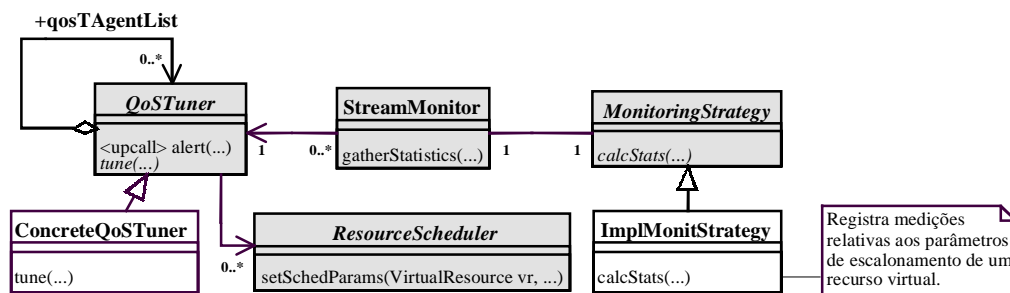 +qosTAgentList
0..*
QoSTuner
<upcall> alert(...)
tune(...)
1
0..*
StreamMonitor
gatherStatistics(...)
1
1
MonitoringStrategy
calcStats(...)
ConcreteQoSTuner
tune(...)
0..*
ResourceScheduler
setSchedParams(VirtualResource vr, ...)
ImplMonitStrategy
calcStats(...)
Registra medições
relativas aos parâmetros
de escalonamento de um
recurso virtual.